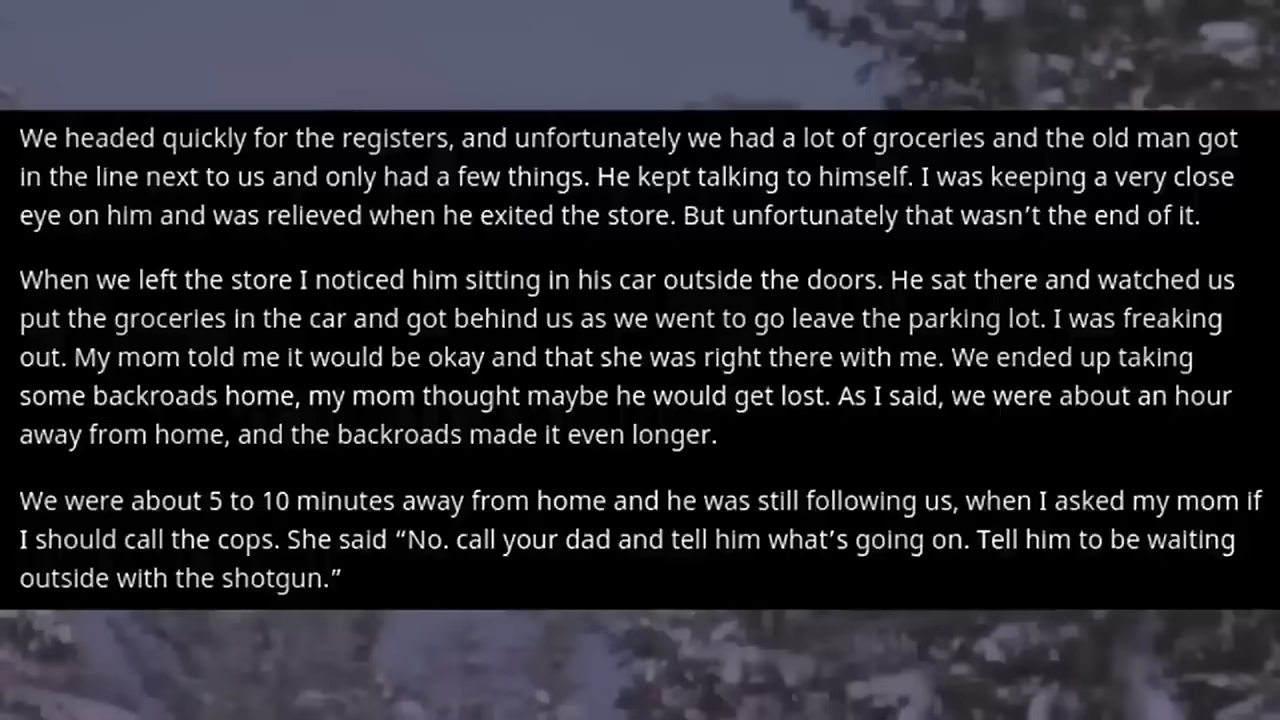 We headed quickly for the registers, and unfortunately we had a lot of groceries and the old man got
in the line next to us and only had a few things. He kept talking to himself. I was keeping a very close
eye on him and was relieved when he exited the store. But unfortunately that wasn’t the end of it.
When we left the store I noticed him sitting in his car outside the doors. He sat there and watched us
put the groceries in the car and got behind us as we went to go leave the parking lot. I was freaking
out. My mom told me it would be okay and that she was right there with me. We ended up taking
some backroads home, my mom thought maybe he would get lost. As I said, we were about an hour
away from home, and the backroads made it even longer.
We were about 5 to 10 minutes away from home and he was still following us, when I asked my mom if
I should call the cops. She said “No. call your dad and tell him what’s going on. Tell him to be waiting
outside with the shotgun.”